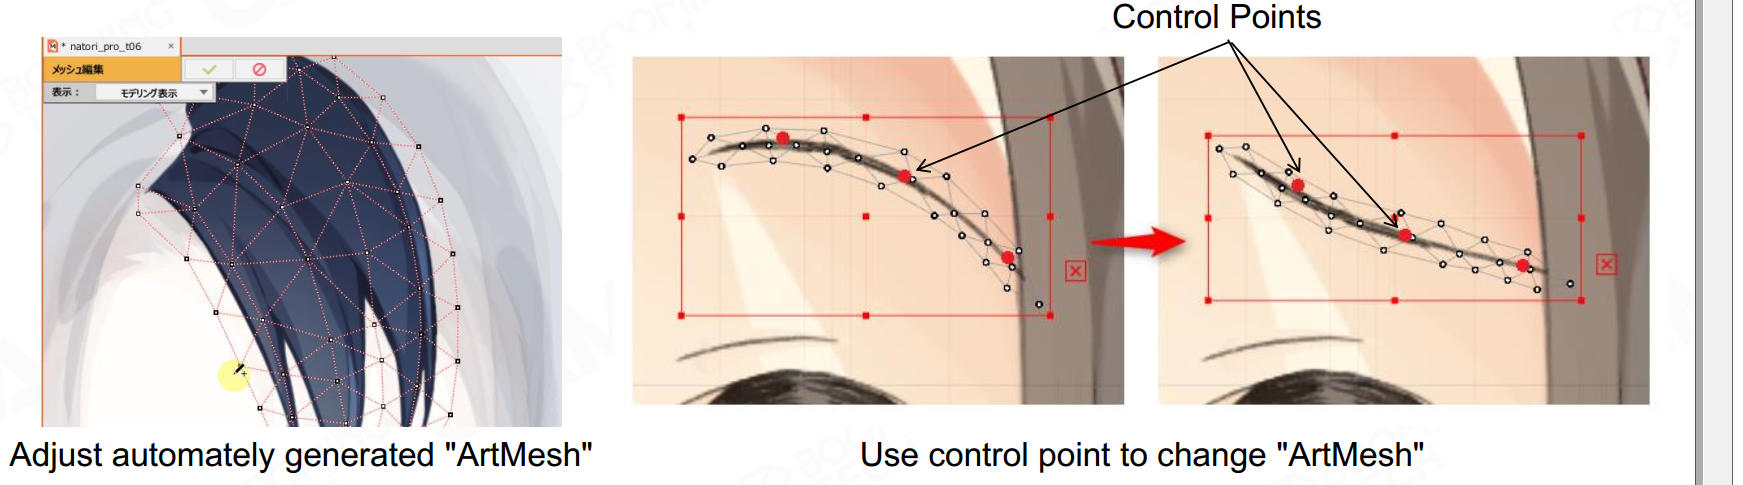 Control Points
* natori_pro_t06 ×
メッシュ編集
表示： モデリング表示
Adjust automately generated "ArtMesh"
Use control point to change "ArtMesh"